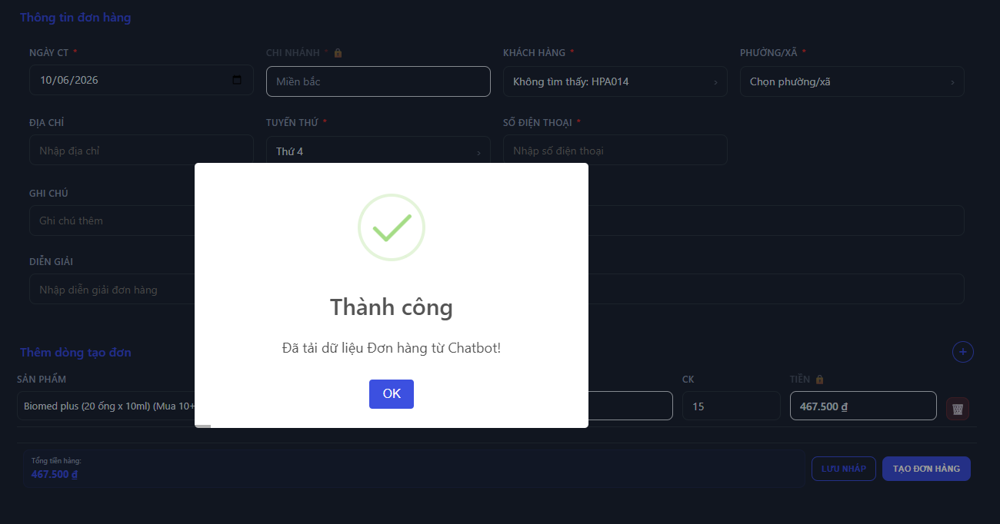 Thông tin đơn hàng
NGÀY CT * CHI NHÁNH * KHÁCH HÀNG * PHƯỜNG/XÃ *
10/06/2026 Miền bắc Không tìm thấy: HPA014 Chọn phường/xã
ĐỊA CHỈ TUYẾN THỨ * SỐ ĐIỆN THOẠI *
Nhập địa chỉ Thứ 4 Nhập số điện thoại
GHI CHÚ
Ghi chú thêm
DIỄN GIẢI
Nhập diễn giải đơn hàng
Thành công
Đã tải dữ liệu Đơn hàng từ Chatbot!
OK
Thêm dòng tạo đơn
SẢN PHẨM CK TIỀN
Biomed plus (20 ống x 10ml) (Mua 10+ 15 467.500 ₫
Tổng tiền hàng:
467.500 ₫
LƯU NHÁP TẠO ĐƠN HÀNG